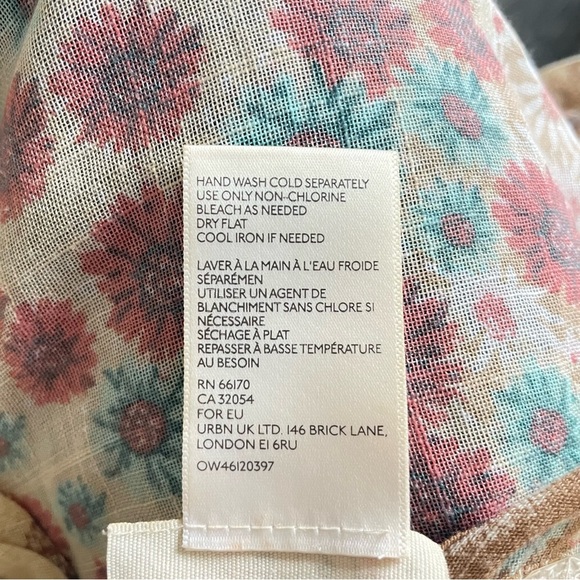 HAND WASH COLD SEPARATELY
USE ONLY NON-CHLORINE
BLEACH AS NEEDED
DRY FLAT
COOL IRON IF NEEDED
LAVER À LA MAIN À L'EAU FROIDE
SÉPARÉMEN
UTILISER UN AGENT DE
BLANCHIMENT SANS CHLORE SI
NÉCESSAIRE
SÉCHAGE À PLAT
REPASSER À BASSE TEMPÉRATURE
AU BESOIN
RN 66170
CA 32054
FOR EU
URBN UK LTD. 146 BRICK LANE,
LONDON E1 6RU
OW46120397